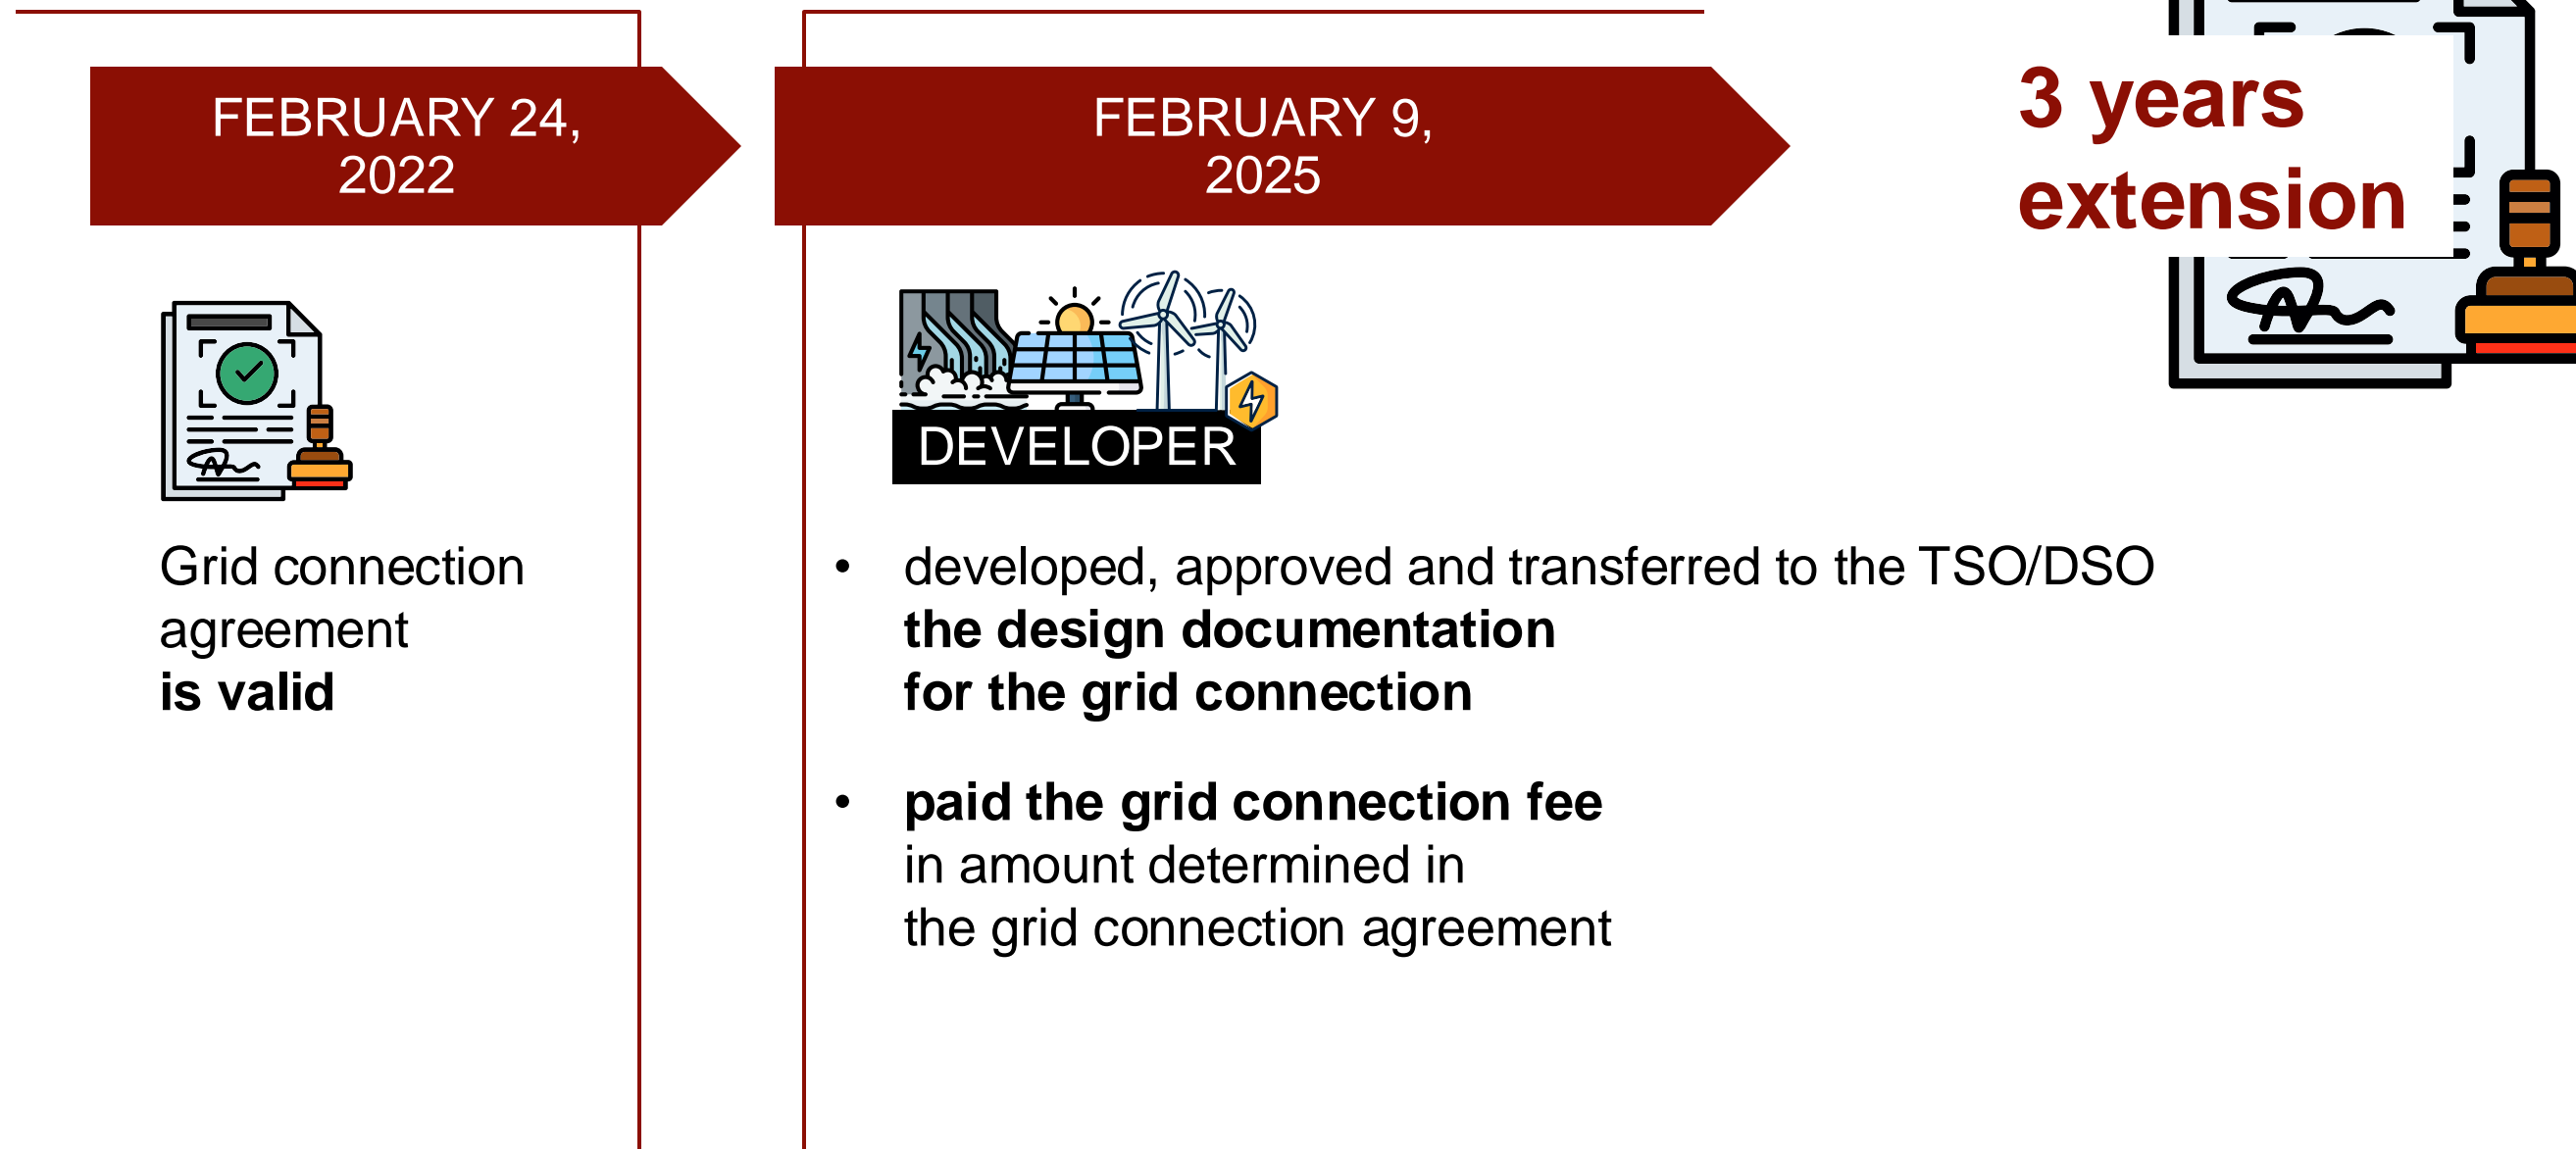 FEBRUARY 24,
2022
FEBRUARY 9,
2025
3 years
extension
DEVELOPER
Grid connection
agreement
is valid
• developed, approved and transferred to the TSO/DSO
the design documentation
for the grid connection
• paid the grid connection fee
in amount determined in
the grid connection agreement